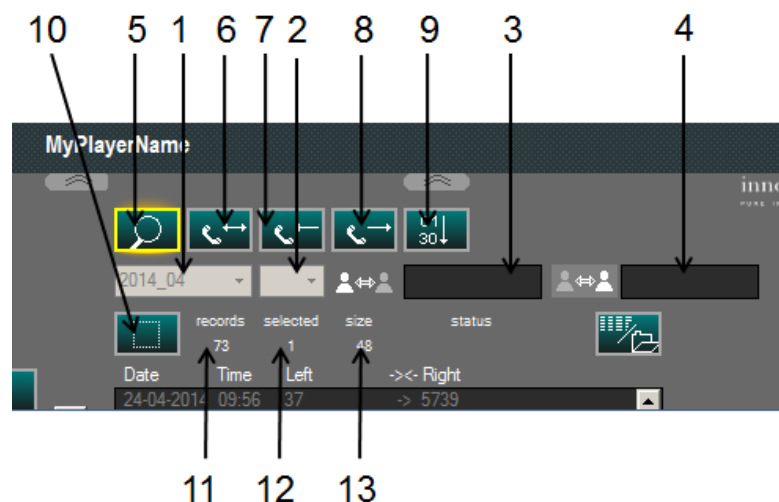 10 5 1 6 7 2 8 9 3 4
MyPlayerName
PURE
30
2014_04
records selected size status
73 1 48
Date Time Left -><- Right
24-04-2014 09:56 37 -> 5739
11 12 13